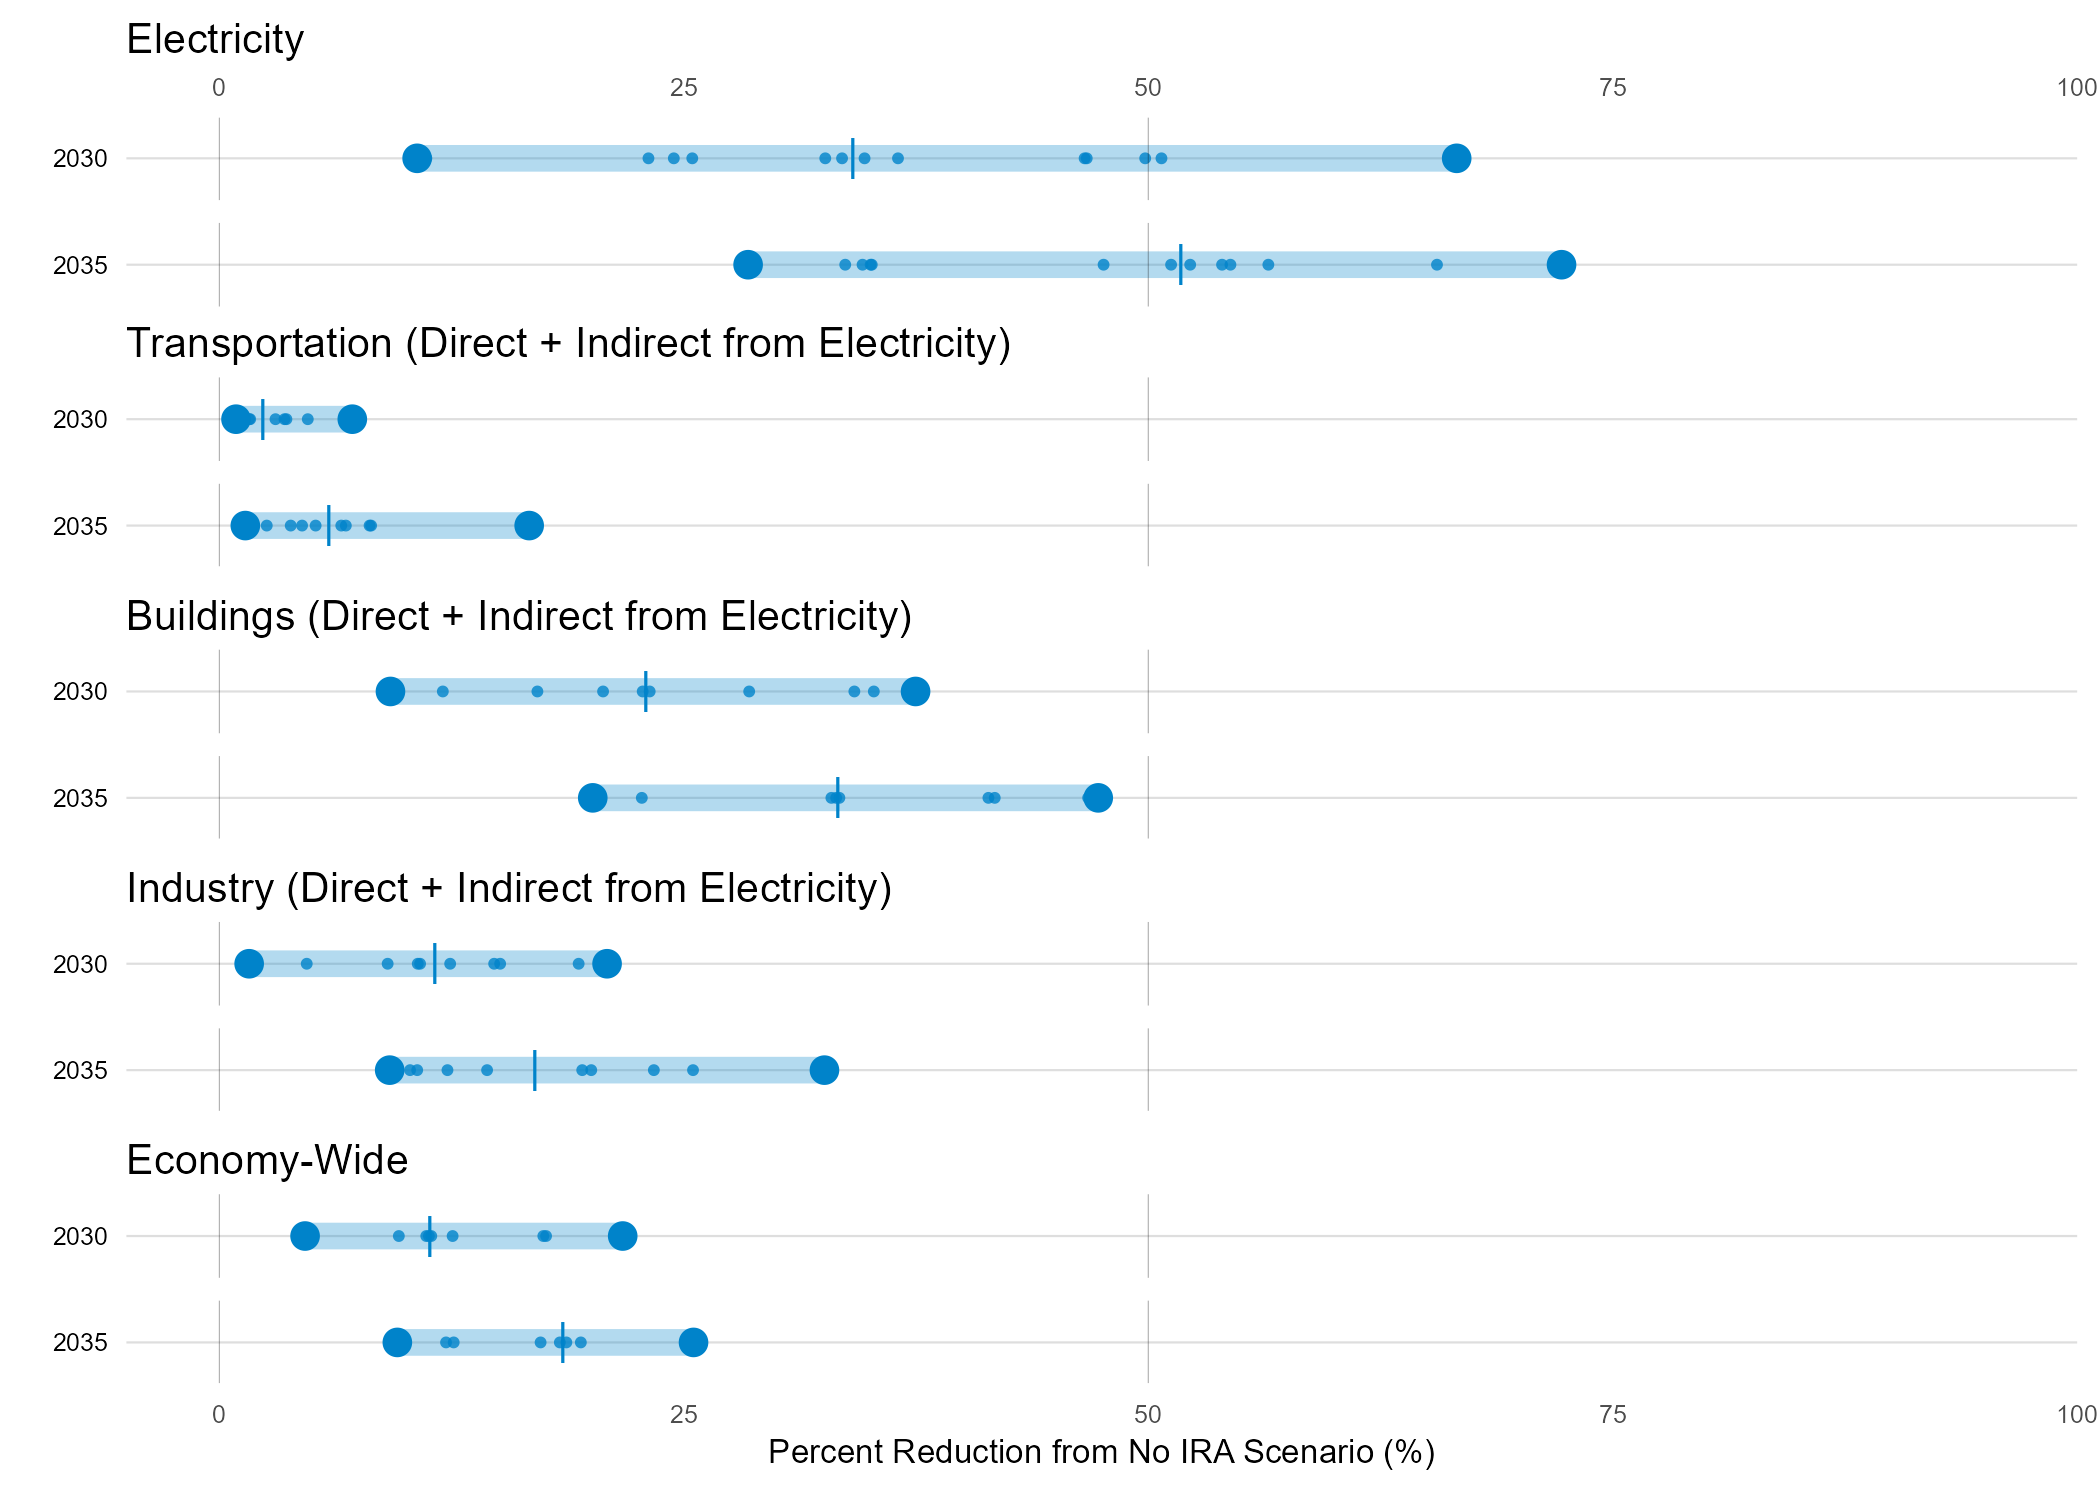 Electricity
0 25 50 75 100
2030
2035
Transportation (Direct + Indirect from Electricity)
2030
2035
Buildings (Direct + Indirect from Electricity)
2030
2035
Industry (Direct + Indirect from Electricity)
2030
2035
Economy-Wide
2030
2035
0 25 50 75 100
Percent Reduction from No IRA Scenario (%)